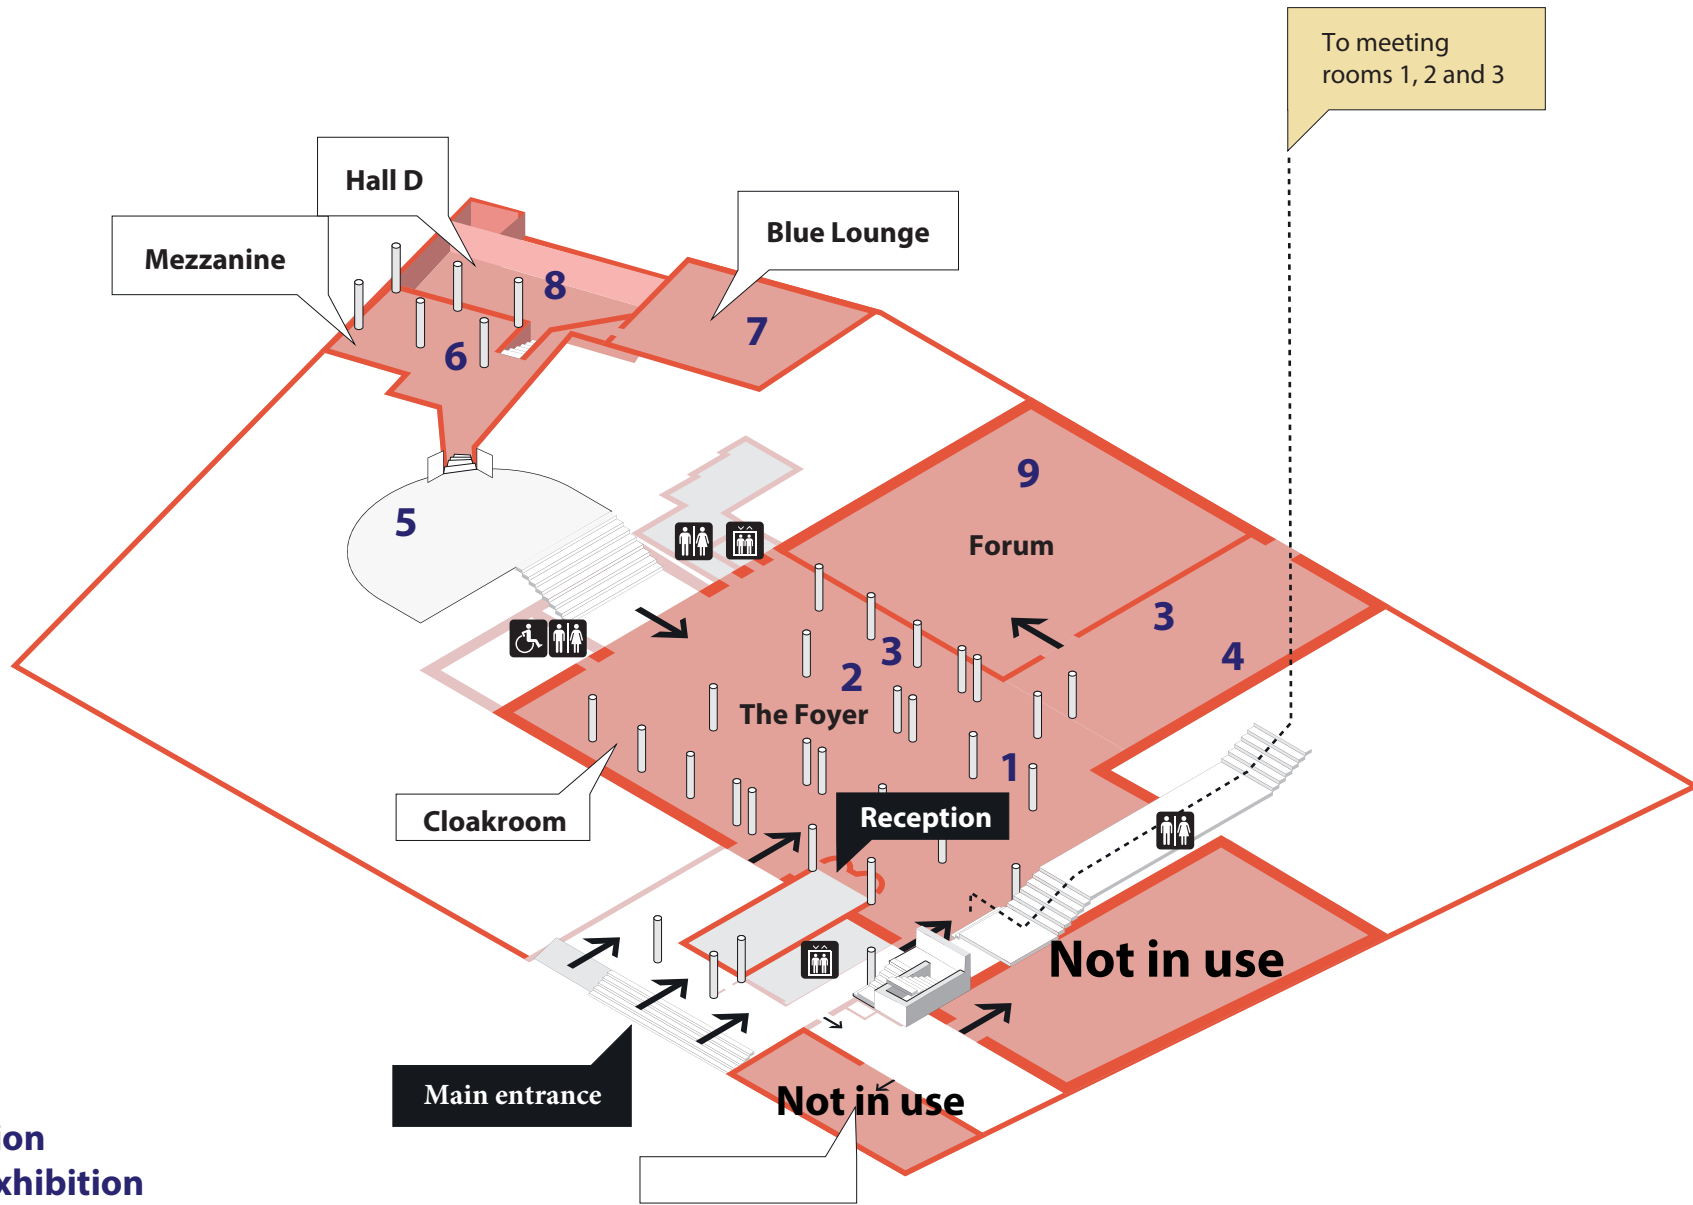 To meeting
rooms 1, 2 and 3
Hall D
Mezzanine
Blue Lounge
8
7
6
9
5
Forum
3
3
4
2
The Foyer
1
Cloakroom
Reception
Not in use
Main entrance
Not in use
ion
xhibition